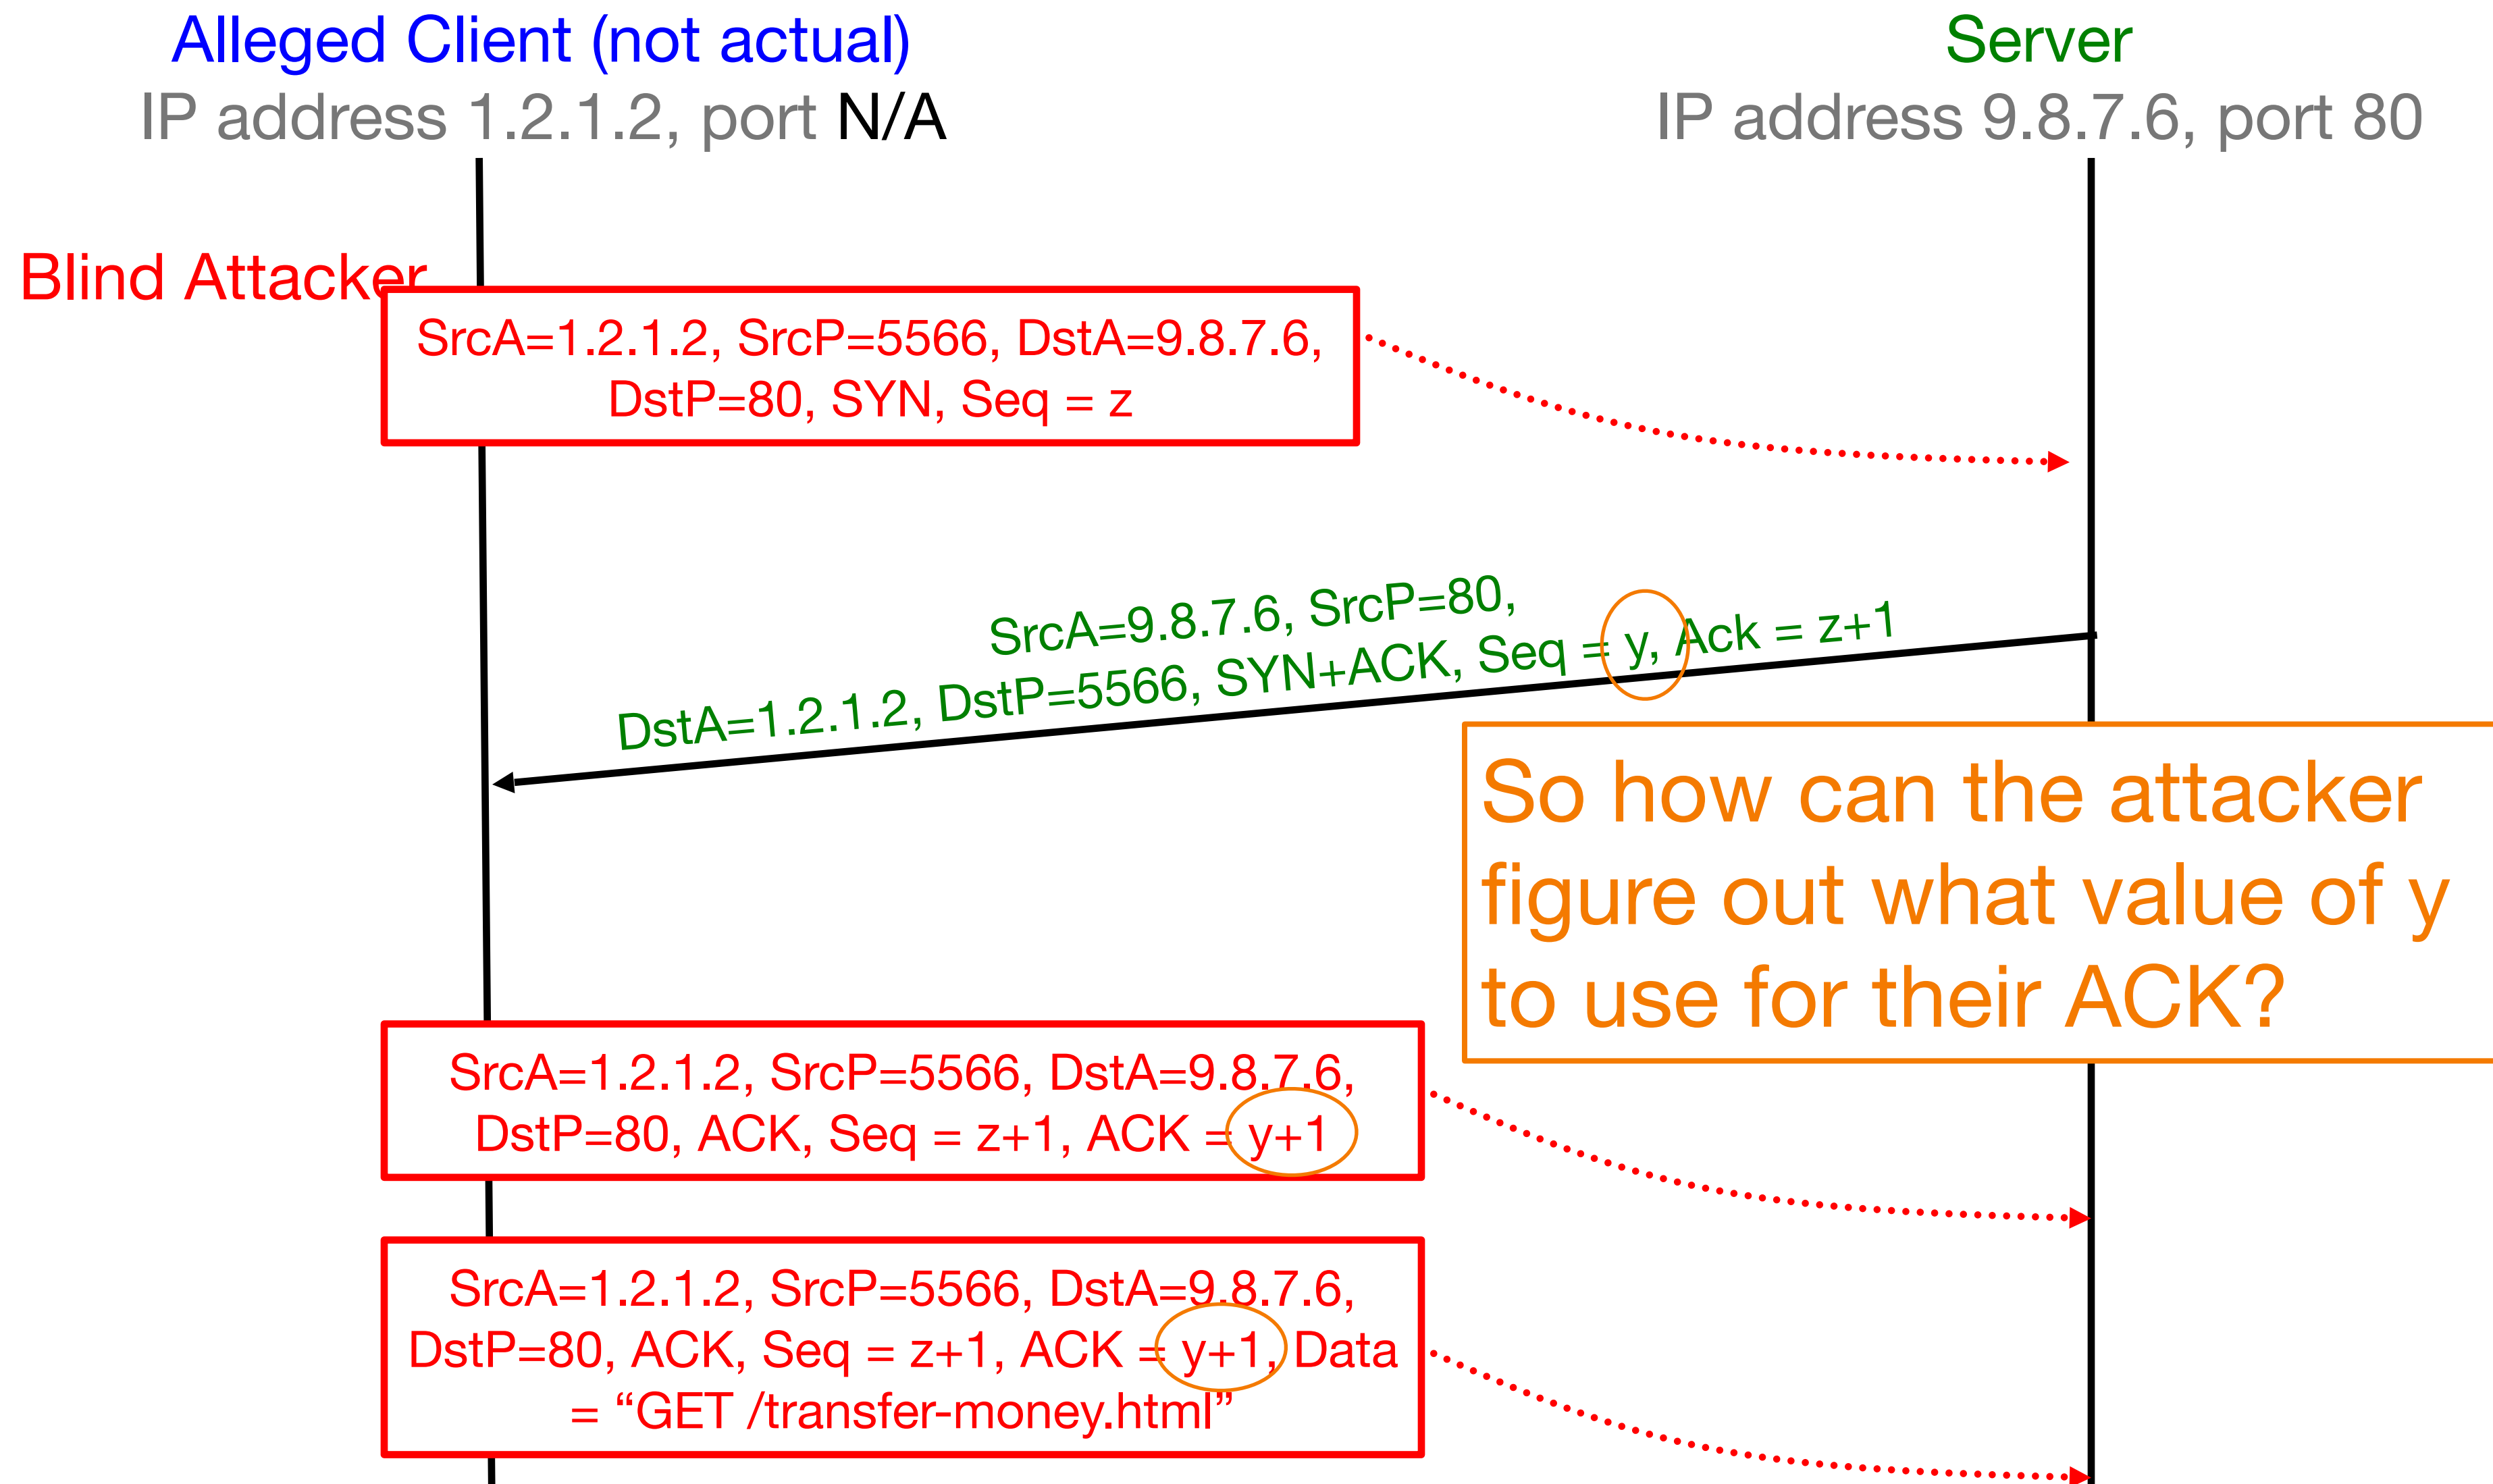 Alleged Client (not actual)
IP address 1.2.1.2, port N/A
Server
IP address 9.8.7.6, port 80
Blind Attacker
SrcA=1.2.1.2, SrcP=5566, DstA=9.8.7.6,
DstP=80, SYN, Seq = z
SrcA=9.8.7.6, SrcP=80,
DstA=1.2.1.2, DstP=5566, SYN+ACK, Seq = y, Ack = z+1
So how can the attacker
figure out what value of y
to use for their ACK?
SrcA=1.2.1.2, SrcP=5566, DstA=9.8.7.6,
DstP=80, ACK, Seq = z+1, ACK = y+1
SrcA=1.2.1.2, SrcP=5566, DstA=9.8.7.6,
DstP=80, ACK, Seq = z+1, ACK = y+1, Data
= “GET /transfer-money.html”